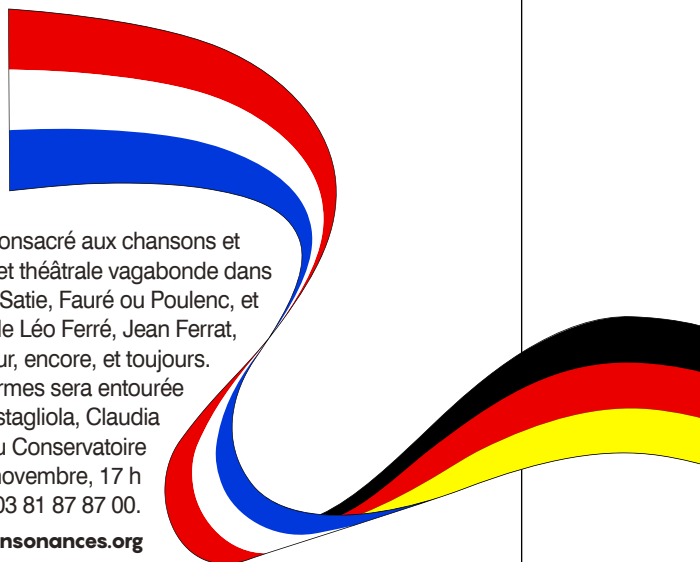 onsacré aux chansons et
et théâtrale vagabonde dans
Satie, Fauré ou Poulenc, et
le Léo Ferré, Jean Ferrat,
ur, encore, et toujours.
rmes sera entourée
stagliola, Claudia
u Conservatoire
novembre, 17 h
03 81 87 87 00.
nsonances.org